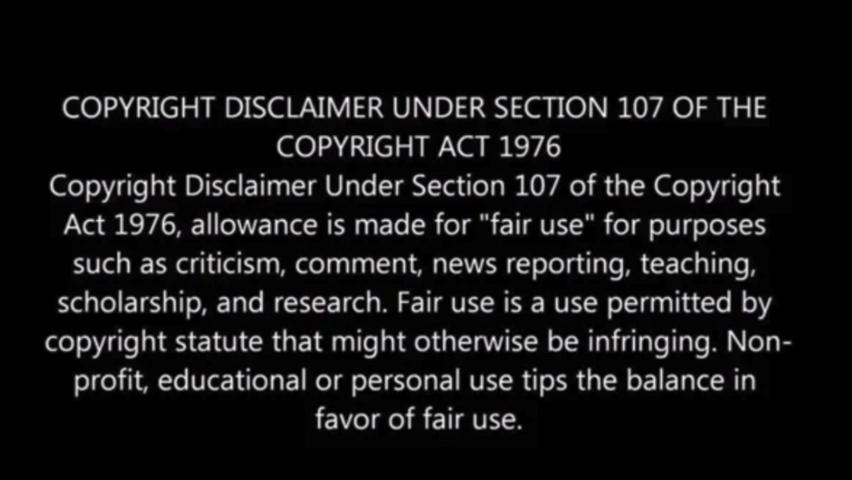 COPYRIGHT DISCLAIMER UNDER SECTION 107 OF THE
COPYRIGHT ACT 1976
Copyright Disclaimer Under Section 107 of the Copyright
Act 1976, allowance is made for "fair use" for purposes
such as criticism, comment, news reporting, teaching,
scholarship, and research. Fair use is a use permitted by
copyright statute that might otherwise be infringing. Non-
profit, educational or personal use tips the balance in
favor of fair use.